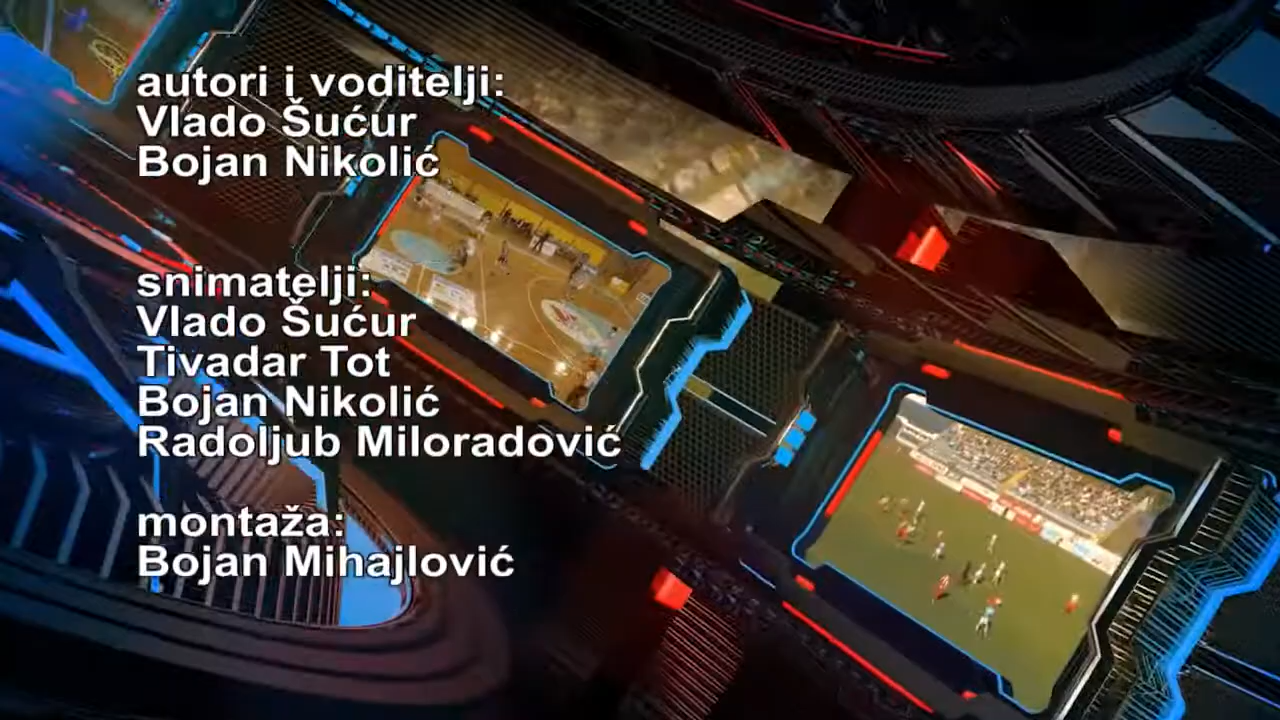 autori i voditelji:
Vlado Šućur
Bojan Nikolić
snimatelji:
Vlado Šućur
Tivadar Tot
Bojan Nikolić
Radoljub Miloradović
montaža:
Bojan Mihajlović